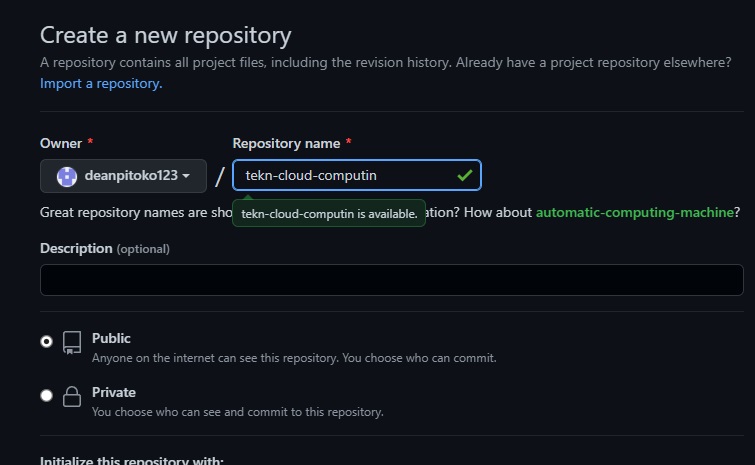 Create a new repository
A repository contains all project files, including the revision history. Already have a project repository elsewhere?
Import a repository.
Owner *
Repository name *
deanpitoko123
/
tekn-cloud-computin
Great repository names are sho
ation? How about automatic-computing-machine?
tekn-cloud-computin is available.
Description (optional)
Public
Anyone on the internet can see this repository. You choose who can commit.
Private
You choose who can see and commit to this repository.
Initialize this repository with: